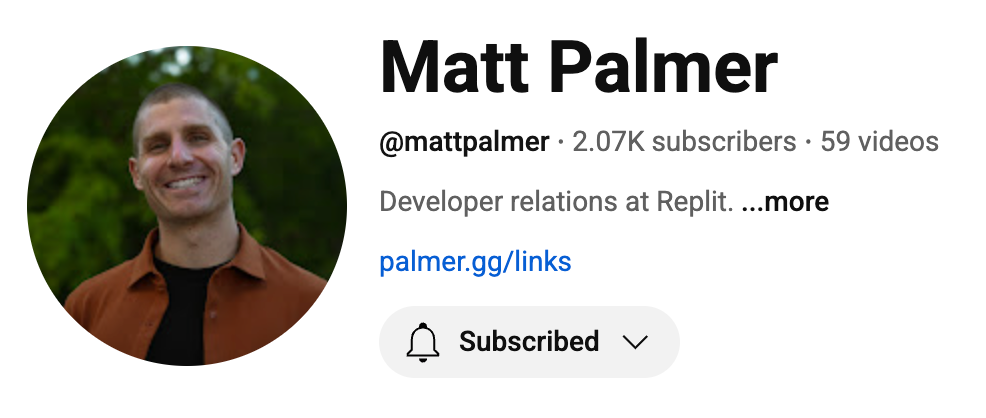 Matt Palmer
@mattpalmer · 2.07K subscribers · 59 videos
Developer relations at Replit. ...more
palmer.gg/links
Subscribed